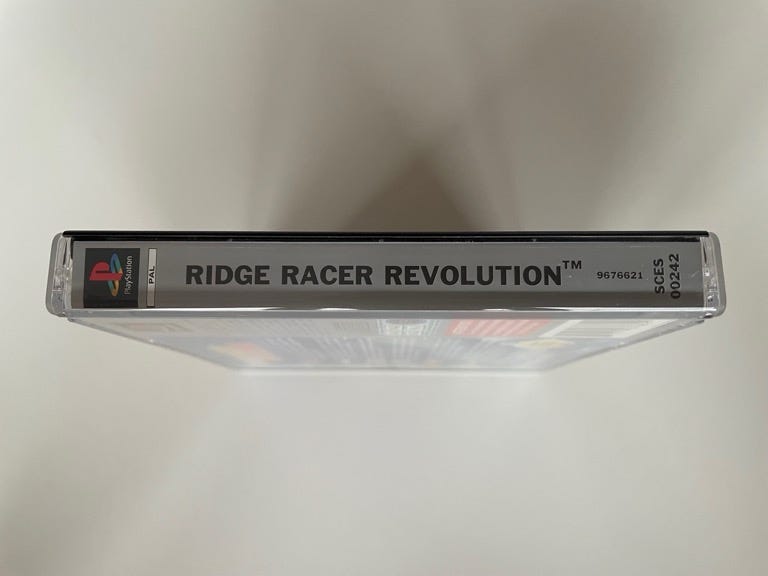 PlayStation
PAL
RIDGE RACER REVOLUTION™
9676621
SCES
00242